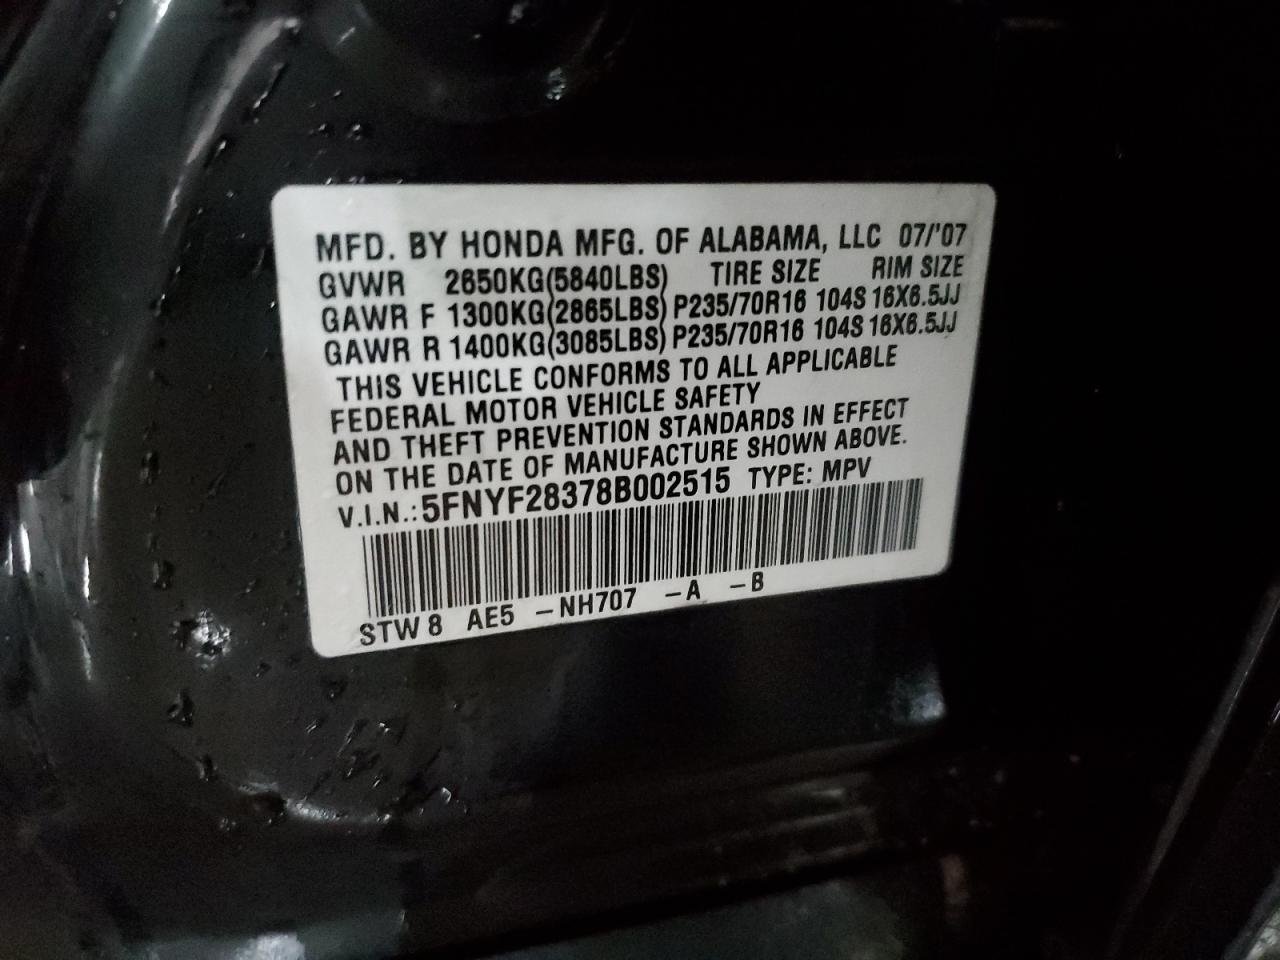 MFD. BY HONDA MFG. OF ALABAMA, LLC 07/'07
GVWR 2650KG(5840LBS) TIRE SIZE RIM SIZE
GAWR F 1300KG(2865LBS) P235/70R16 104S 16X6.5JJ
GAWR R 1400KG(3085LBS) P235/70R16 104S 16X6.5JJ
THIS VEHICLE CONFORMS TO ALL APPLICABLE
FEDERAL MOTOR VEHICLE SAFETY
AND THEFT PREVENTION STANDARDS IN EFFECT
ON THE DATE OF MANUFACTURE SHOWN ABOVE.
V.I.N.: 5FNYF28378B002515 TYPE: MPV
STW 8 AE5 -NH707 -A -B